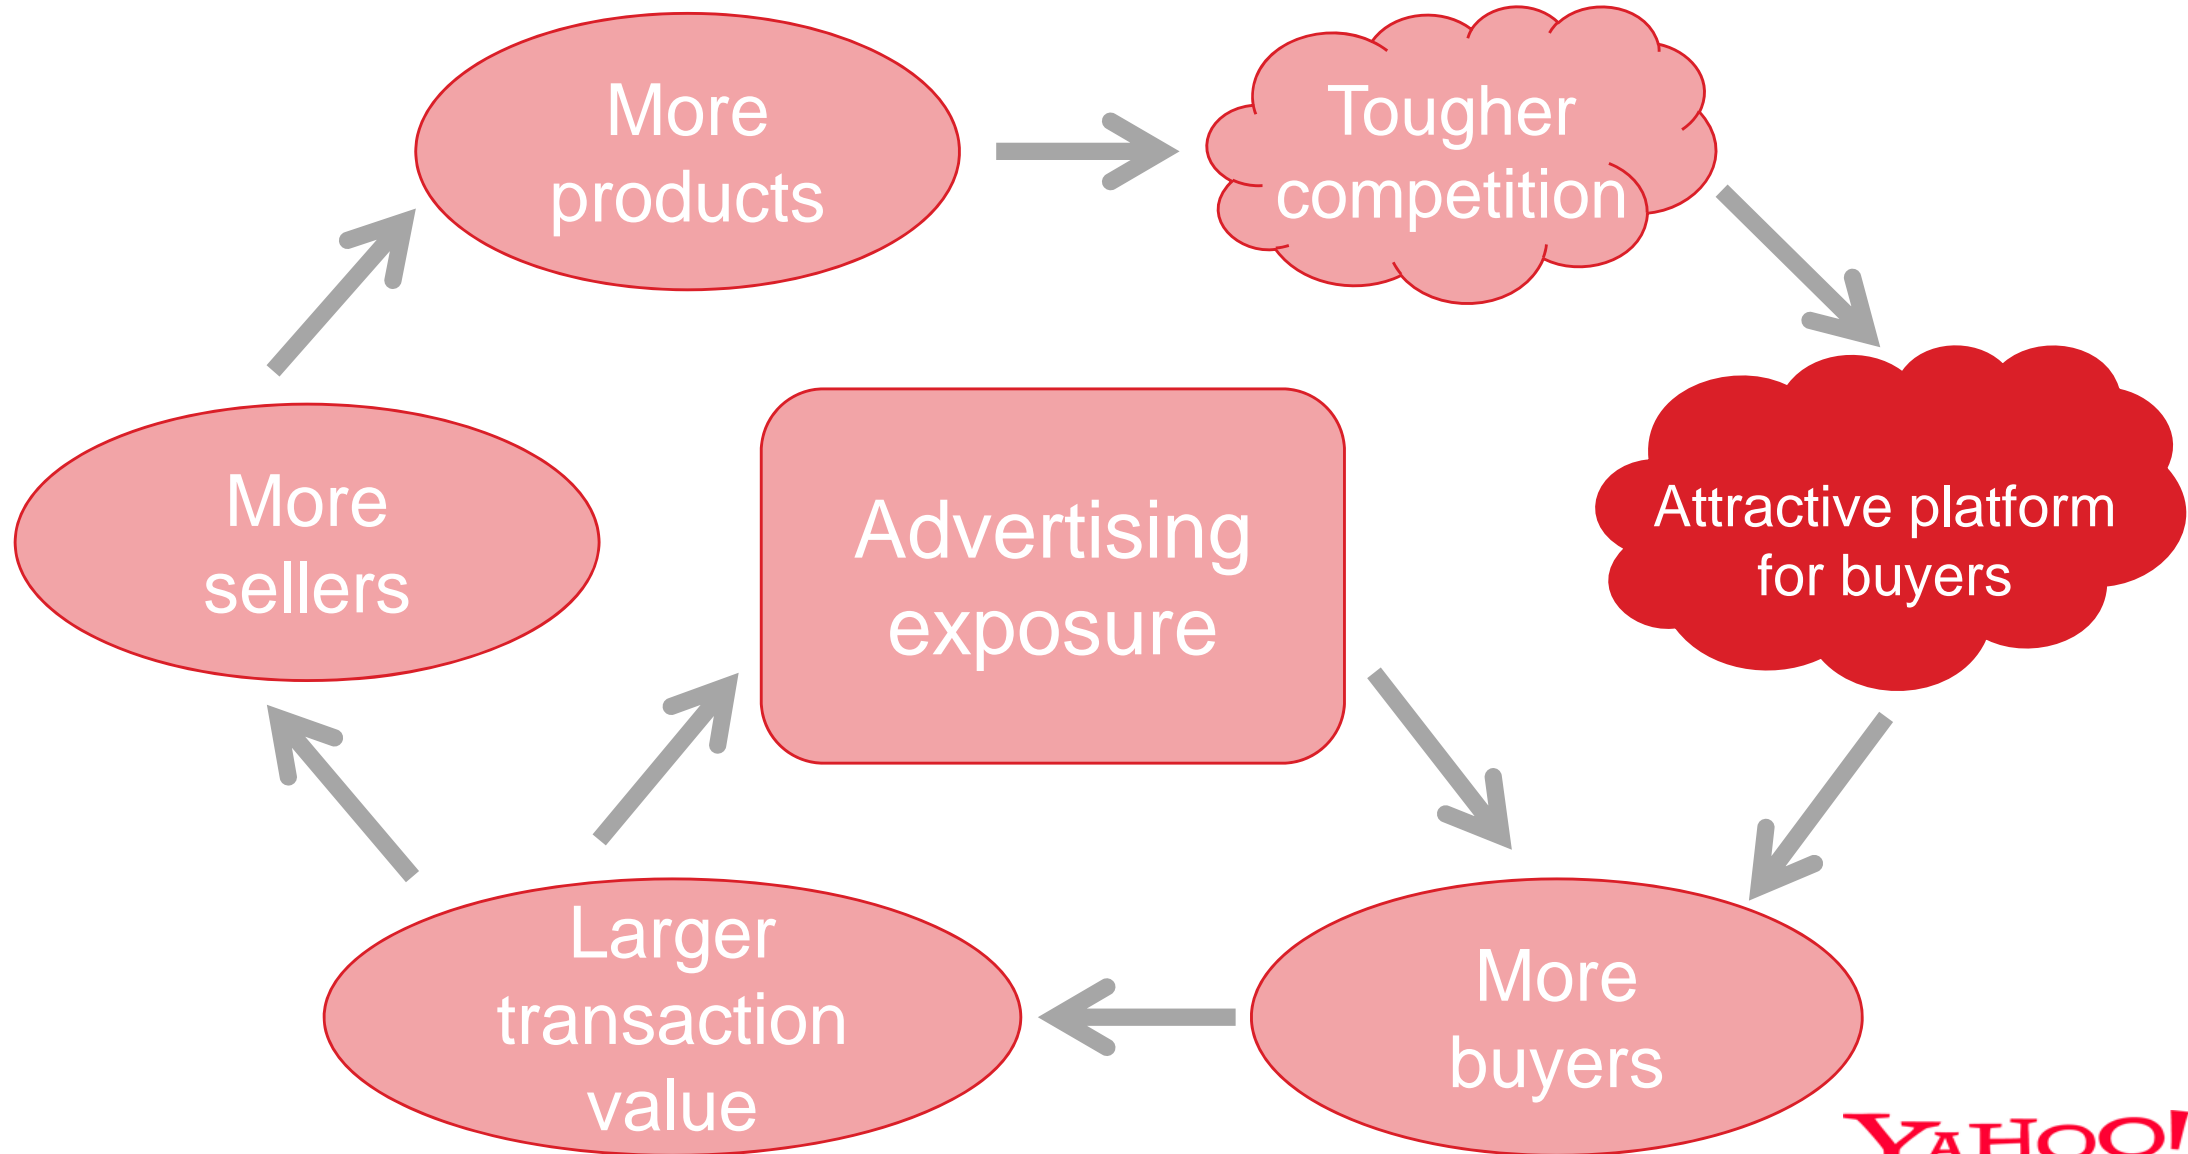 More
products
Tougher
competition
Attractive platform
for buyers
More
sellers
Advertising
exposure
Larger
transaction
value
More
buyers
YAHOO!